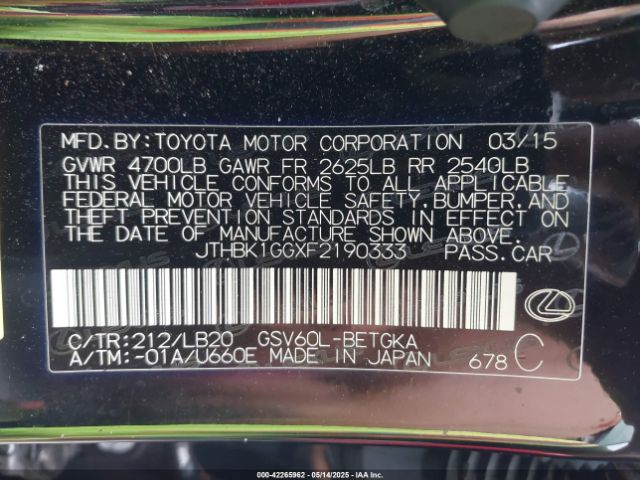 MFD.BY:TOYOTA MOTOR CORPORATION 03/15
GVWR 4700LB GAWR FR 2625LB RR 2540LB
THIS VEHICLE CONFORMS TO ALL APPLICABLE
FEDERAL MOTOR VEHICLE SAFETY,BUMPER,AND
THEFT PREVENTION STANDARDS IN EFFECT ON
THE DATE OF MANUFACTURE SHOWN ABOVE.
JTHBK1GGXF2190333 PASS.CAR
C/TR:212/LB20 GSV60L-BETGKA
A/TM:-01A/U660E MADE IN JAPAN 678 C
000-42265962 - 05/14/2025 - IAAI.COM